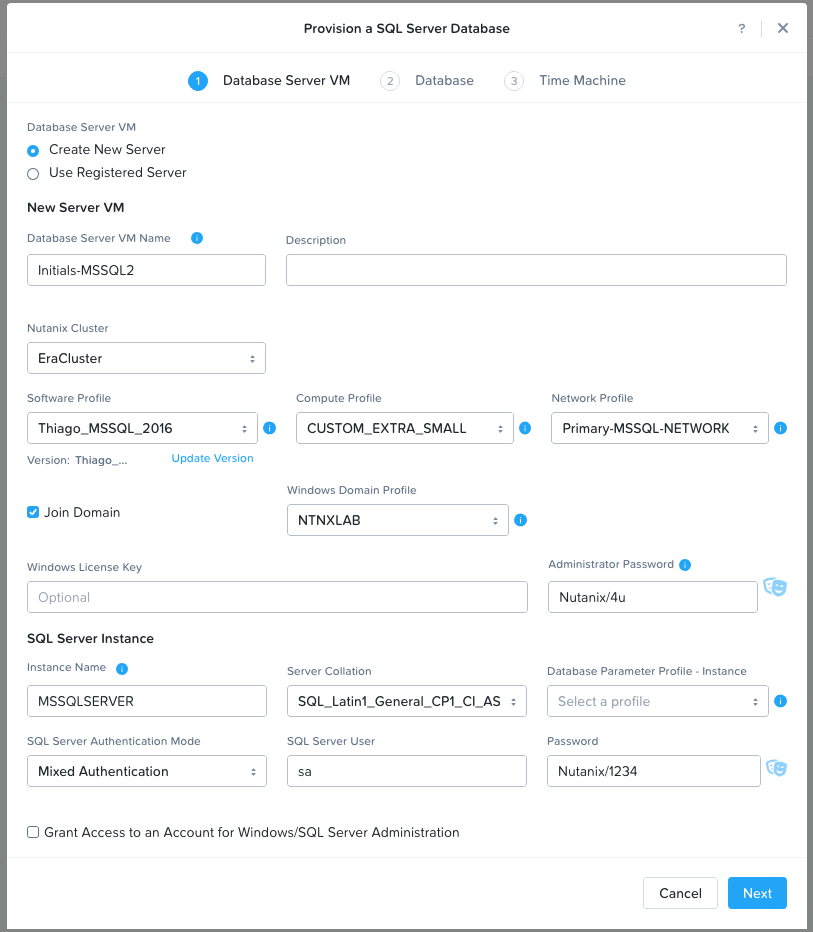 Provision a SQL Server Database
?
1 Database Server VM 2 Database 3 Time Machine
Database Server VM
Create New Server
Use Registered Server
New Server VM
Database Server VM Name i Description
Initials-MSSQL2
Nutanix Cluster
EraCluster
Software Profile Compute Profile Network Profile
Thiago_MSSQL_2016 i CUSTOM_EXTRA_SMALL i Primary-MSSQL-NETWORK i
Version: Thiago_... Update Version
Windows Domain Profile
Join Domain NTNXLAB i
Windows License Key Administrator Password i
Optional Nutanix/4u
SQL Server Instance
Instance Name i Server Collation Database Parameter Profile - Instance
MSSQLSERVER SQL_Latin1_General_CP1_CI_AS Select a profile i
SQL Server Authentication Mode SQL Server User Password
Mixed Authentication sa Nutanix/1234
Grant Access to an Account for Windows/SQL Server Administration
Cancel Next